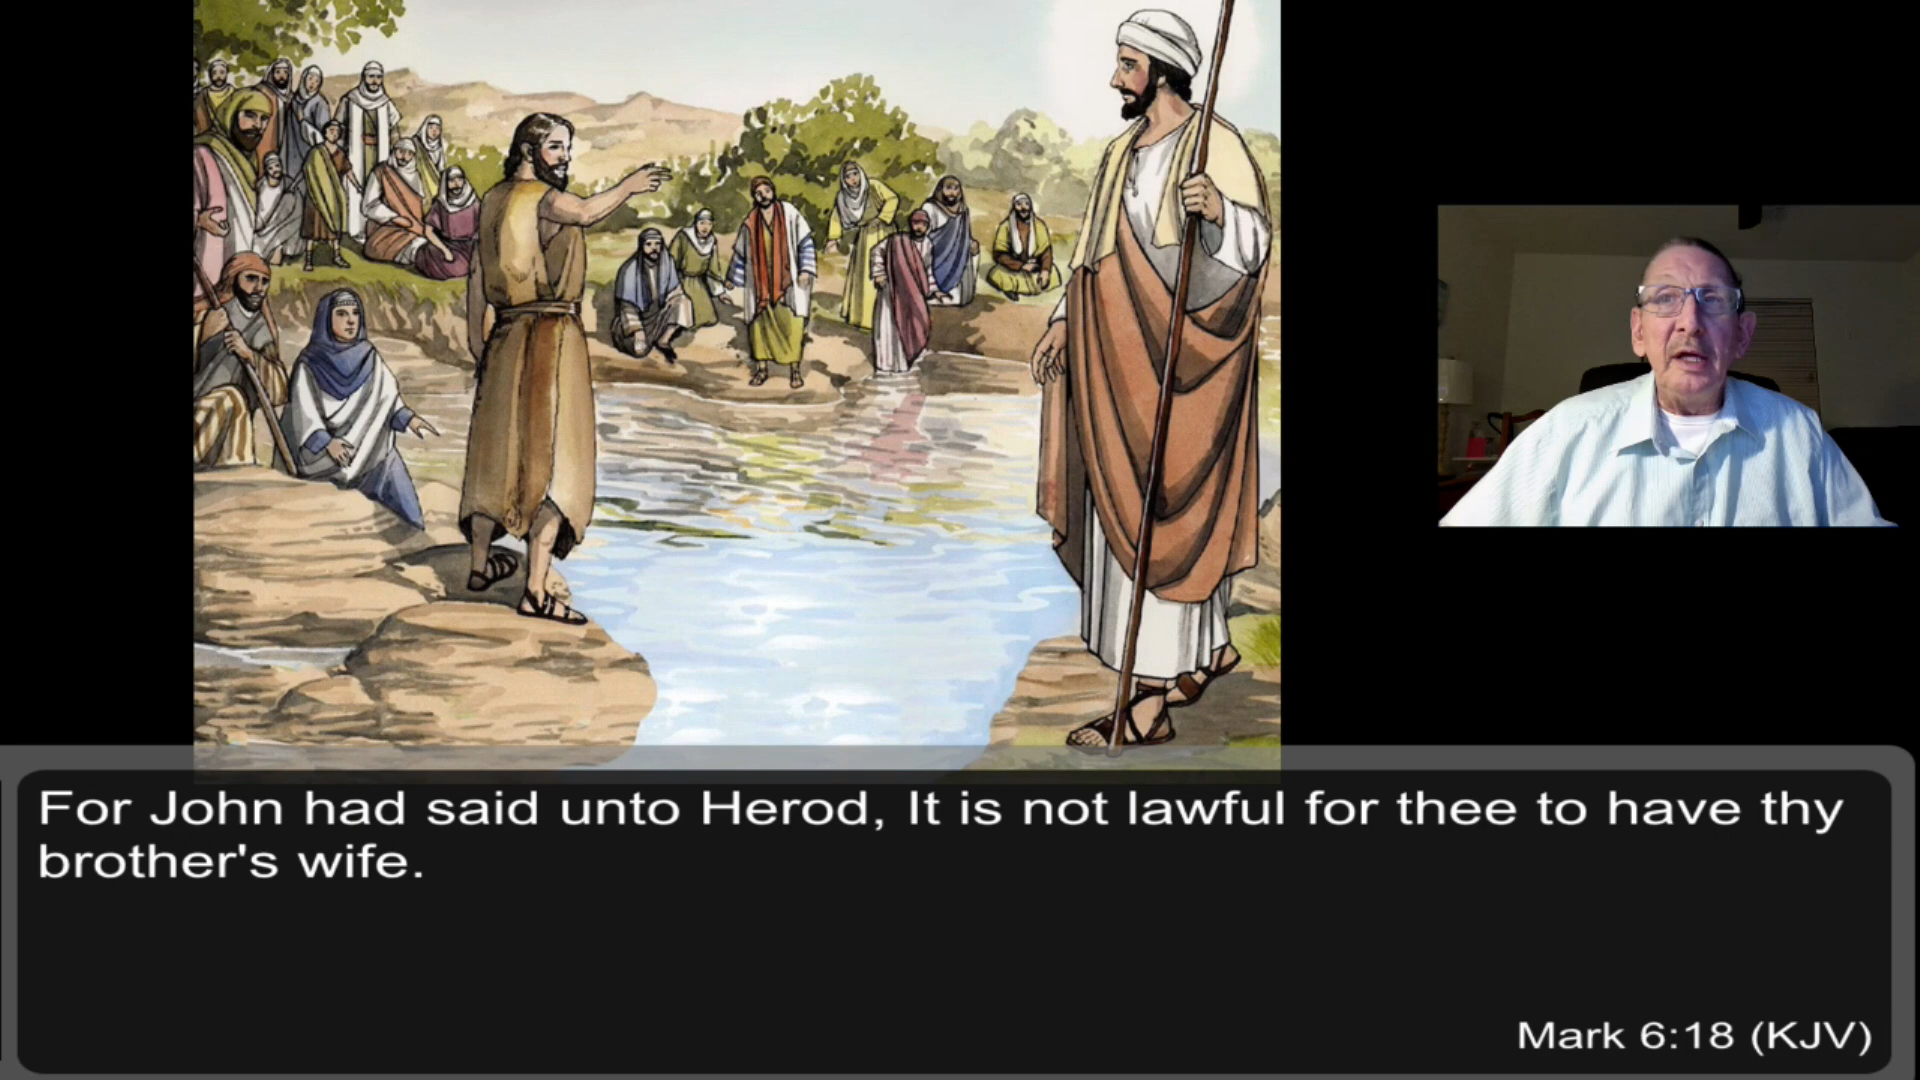 For John had said unto Herod, It is not lawful for thee to have thy
brother's wife.
Mark 6:18 (KJV)